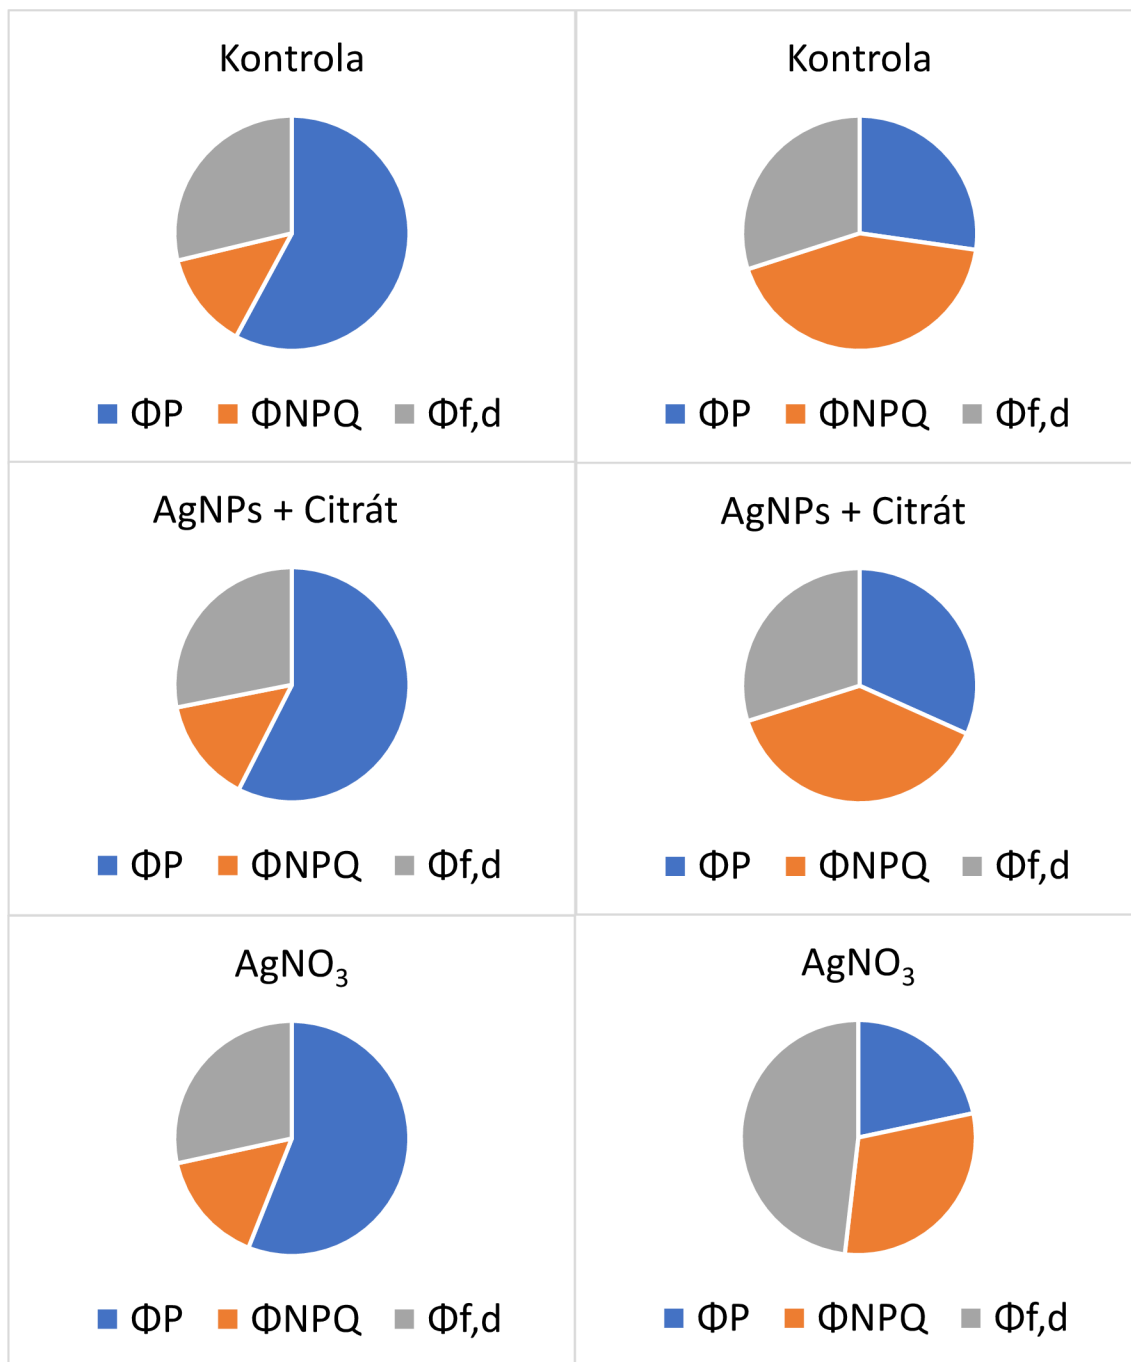 Kontrola
ΦP ΦNPQ Φf,d
Kontrola
ΦP ΦNPQ Φf,d
AgNPs + Citrát
ΦP ΦNPQ Φf,d
AgNPs + Citrát
ΦP ΦNPQ Φf,d
AgNO₃
ΦP ΦNPQ Φf,d
AgNO₃
ΦP ΦNPQ Φf,d